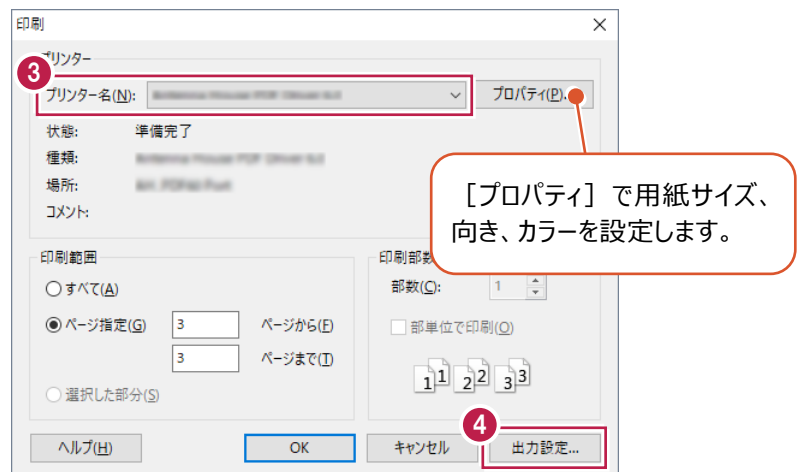 印刷
プリンター
3
プリンター名(N):
プロパティ(P)...
状態: 準備完了
種類:
場所:
コメント:
［プロパティ］で用紙サイズ、
向き、カラーを設定します。
印刷範囲
すべて(A)
ページ指定(G) 3 ページから(F)
3 ページまで(T)
選択した部分(S)
印刷部数
部数(C): 1
部単位で印刷(O)
1 1 2 2 3 3
4
ヘルプ(H) OK キャンセル 出力設定...